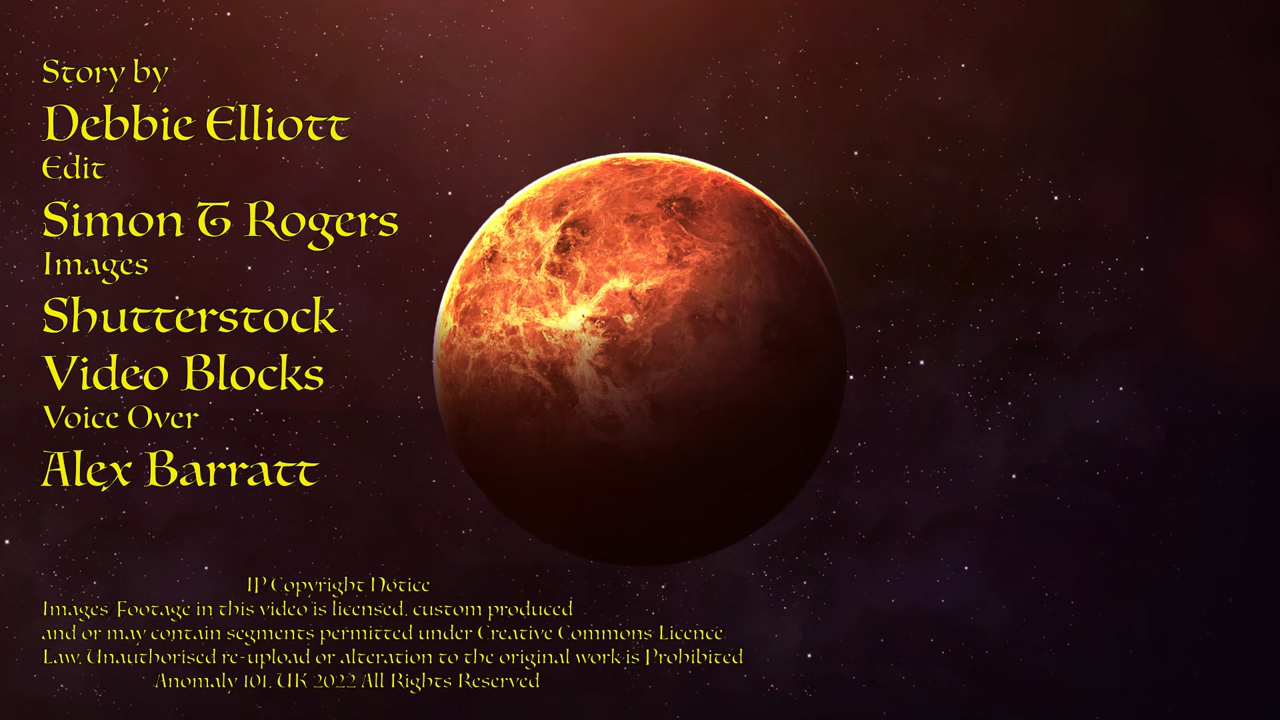 Story by
Debbie Elliott
Edit
Simon T Rogers
Images
Shutterstock
Video Blocks
Voice Over
Alex Barratt
IP Copyright Notice
Images Footage in this video is licensed, custom produced
and or may contain segments permitted under Creative Commons Licence
Law. Unauthorised re-upload or alteration to the original work is Prohibited
Anomaly 101. UK 2022 All Rights Reserved